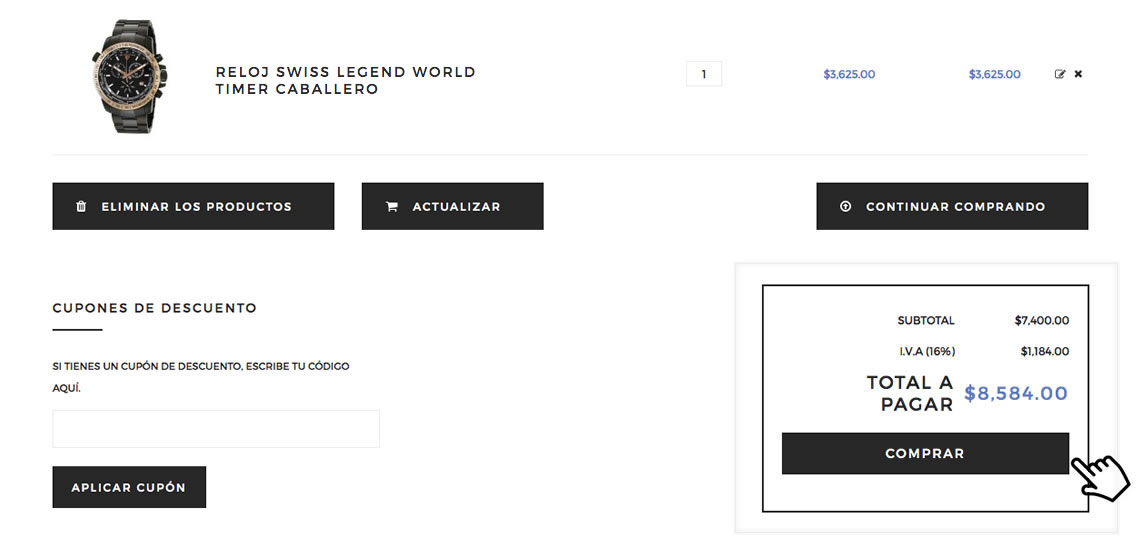 RELOJ SWISS LEGEND WORLD
TIMER CABALLERO
1
$3,625.00
$3,625.00
ELIMINAR LOS PRODUCTOS
ACTUALIZAR
CONTINUAR COMPRANDO
CUPONES DE DESCUENTO
SI TIENES UN CUPÓN DE DESCUENTO, ESCRIBE TU CÓDIGO
AQUÍ.
APLICAR CUPÓN
SUBTOTAL $7,400.00
I.V.A (16%) $1,184.00
TOTAL A
PAGAR $8,584.00
COMPRAR